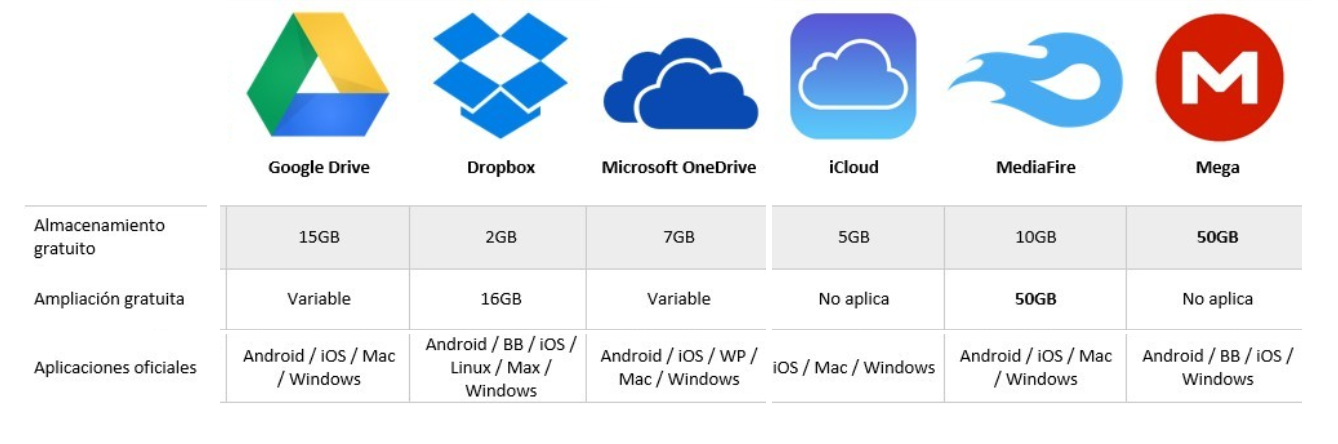 M
Google Drive
Dropbox
Microsoft OneDrive
iCloud
MediaFire
Mega
Almacenamiento
gratuito
15GB
2GB
7GB
5GB
10GB
50GB
Ampliación gratuita
Variable
16GB
Variable
No aplica
50GB
No aplica
Aplicaciones oficiales
Android / iOS / Mac
/ Windows
Android / BB / iOS /
Linux / Max /
Windows
Android / iOS / WP /
Mac / Windows
iOS / Mac / Windows
Android / iOS / Mac
/ Windows
Android / BB / iOS /
Windows